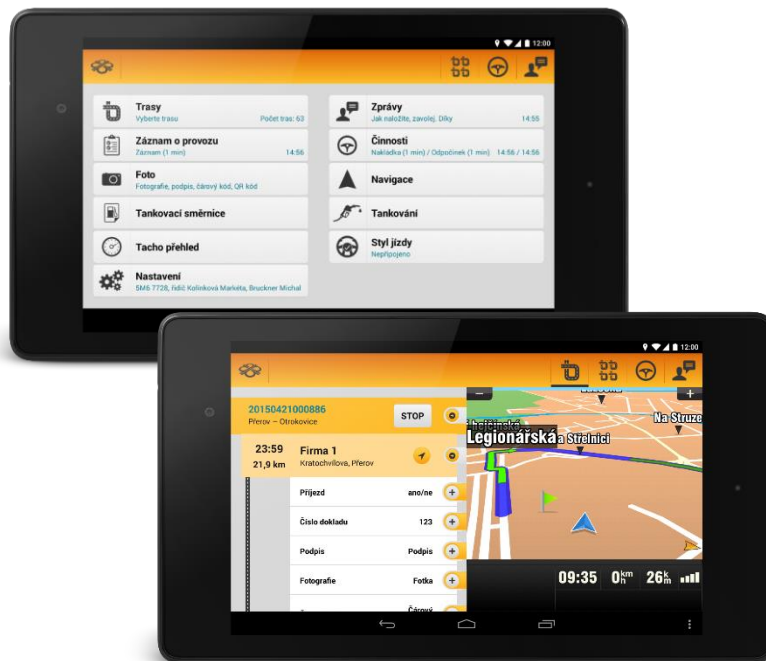 12:00
Trasy
Vyberte trasu Počet tras: 63
Záznam o provozu
Záznam (1 min) 14:56
Foto
Fotografie, podpis, čárový kód, QR kód
Tankovací směrnice
Tacho přehled
Nastavení
5M6 7728, řidič Kolínková Markéta, Bruckner Michal
Zprávy
Jak naložíte, zavolej. Díky 14:55
Činnosti
Nakládka (1 min) / Odpočinek (1 min) 14:56 / 14:56
Navigace
Tankování
Styl jízdy
Nepřipojeno
12:00
20150421000886
Přerov – Otrokovice
STOP
23:59
21,9 km
Firma 1
Kratochvílova, Přerov
Příjezd ano/ne
Číslo dokladu 123
Podpis Podpis
Fotografie Fotka
Čárový
Na Struze
Legionářská
a Střelnicí
09:35 0 km/h 26 km